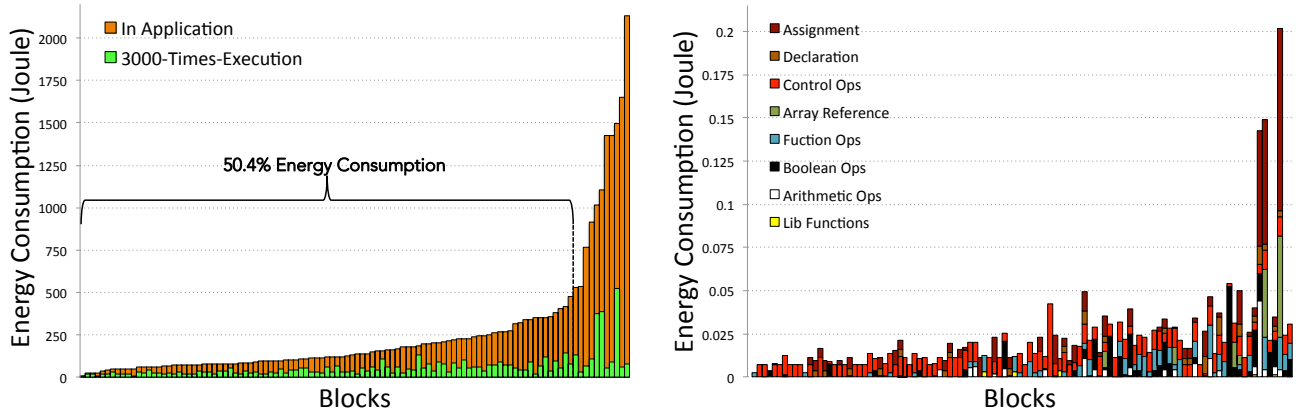 Energy Consumption (Joule)
2000
1750
1500
1250
1000
750
500
250
0
In Application
3000-Times-Execution
50.4% Energy Consumption
Blocks
Energy Consumption (Joule)
0.2
0.175
0.15
0.125
0.1
0.075
0.05
0.025
0
Assignment
Declaration
Control Ops
Array Reference
Fuction Ops
Boolean Ops
Arithmetic Ops
Lib Functions
Blocks